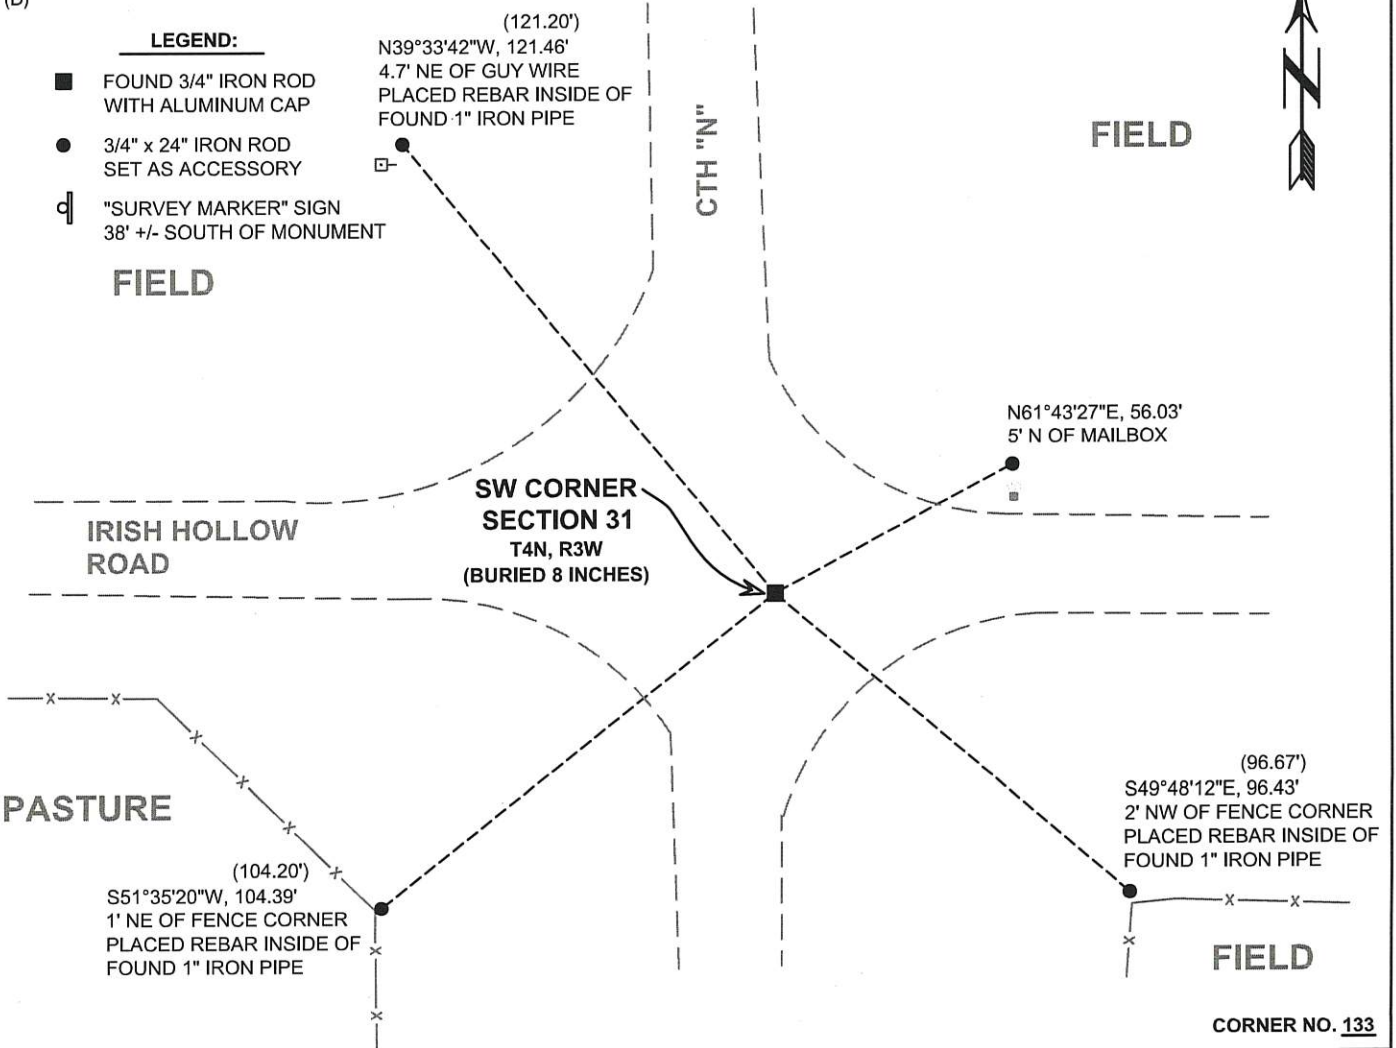 (D)
LEGEND:
FOUND 3/4" IRON ROD
WITH ALUMINUM CAP
3/4" x 24" IRON ROD
SET AS ACCESSORY
"SURVEY MARKER" SIGN
38' +/- SOUTH OF MONUMENT
(121.20')
N39°33'42"W, 121.46'
4.7' NE OF GUY WIRE
PLACED REBAR INSIDE OF
FOUND 1" IRON PIPE
CTH "N"
FIELD
N
FIELD
N61°43'27"E, 56.03'
5' N OF MAILBOX
SW CORNER
SECTION 31
T4N, R3W
(BURIED 8 INCHES)
IRISH HOLLOW
ROAD
PASTURE
(104.20')
S51°35'20"W, 104.39'
1' NE OF FENCE CORNER
PLACED REBAR INSIDE OF
FOUND 1" IRON PIPE
(96.67')
S49°48'12"E, 96.43'
2' NW OF FENCE CORNER
PLACED REBAR INSIDE OF
FOUND 1" IRON PIPE
FIELD
CORNER NO. 133